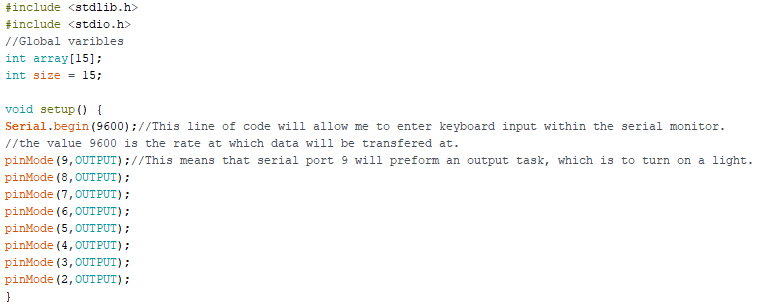 #include <stdlib.h>
#include <stdio.h>
//Global varibles
int array[15];
int size = 15;
void setup() {
Serial.begin(9600);//This line of code will allow me to enter keyboard input within the serial monitor.
//the value 9600 is the rate at which data will be transfered at.
pinMode(9,OUTPUT);//This means that serial port 9 will preform an output task, which is to turn on a light.
pinMode(8,OUTPUT);
pinMode(7,OUTPUT);
pinMode(6,OUTPUT);
pinMode(5,OUTPUT);
pinMode(4,OUTPUT);
pinMode(3,OUTPUT);
pinMode(2,OUTPUT);
}